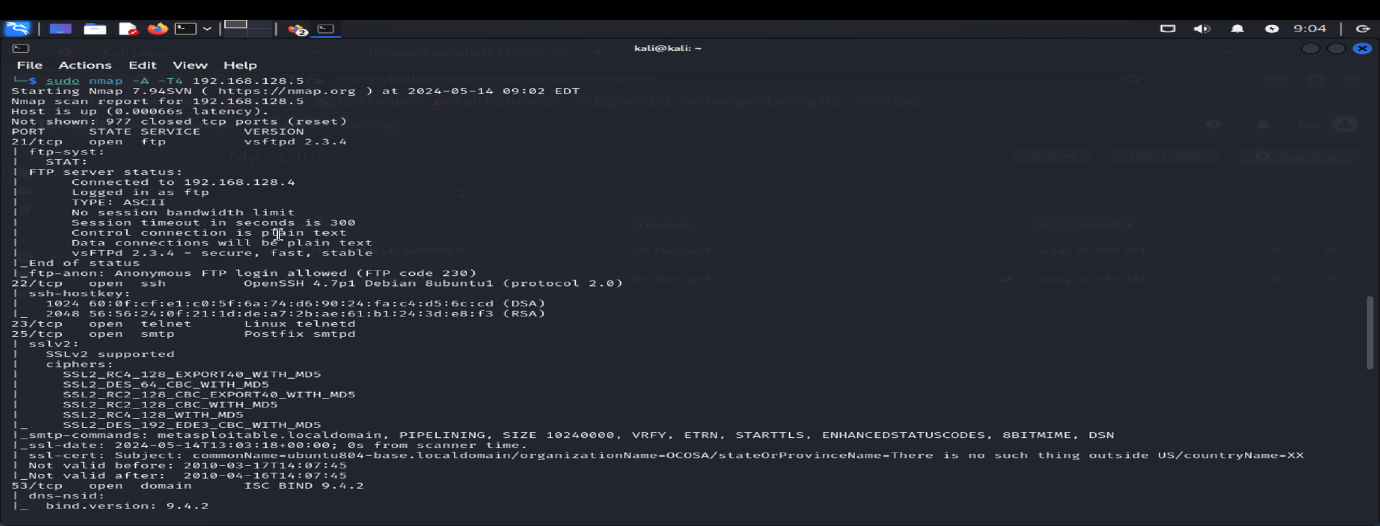 9:04
kali@kali: ~
File Actions Edit View Help
└─$ sudo nmap -A -T4 192.168.128.5
Starting Nmap 7.94SVN ( https://nmap.org ) at 2024-05-14 09:02 EDT
Nmap scan report for 192.168.128.5
Host is up (0.00066s latency).
Not shown: 977 closed tcp ports (reset)
PORT STATE SERVICE VERSION
21/tcp open ftp vsftpd 2.3.4
| ftp-syst:
| STAT:
| FTP server status:
| Connected to 192.168.128.4
| Logged in as ftp
| TYPE: ASCII
| No session bandwidth limit
| Session timeout in seconds is 300
| Control connection is plain text
| Data connections will be plain text
| vsFTPd 2.3.4 - secure, fast, stable
|_End of status
|_ftp-anon: Anonymous FTP login allowed (FTP code 230)
22/tcp open ssh OpenSSH 4.7p1 Debian 8ubuntu1 (protocol 2.0)
| ssh-hostkey:
| 1024 60:0f:cf:e1:c0:5f:6a:74:d6:90:24:fa:c4:d5:6c:cd (DSA)
|_ 2048 56:56:24:0f:21:1d:de:a7:2b:ae:61:b1:24:3d:e8:f3 (RSA)
23/tcp open telnet Linux telnetd
25/tcp open smtp Postfix smtpd
| sslv2:
| SSLv2 supported
| ciphers:
| SSL2_RC4_128_EXPORT40_WITH_MD5
| SSL2_DES_64_CBC_WITH_MD5
| SSL2_RC2_128_CBC_EXPORT40_WITH_MD5
| SSL2_RC2_128_CBC_WITH_MD5
| SSL2_RC4_128_WITH_MD5
|_ SSL2_DES_192_EDE3_CBC_WITH_MD5
|_smtp-commands: metasploitable.localdomain, PIPELINING, SIZE 10240000, VRFY, ETRN, STARTTLS, ENHANCEDSTATUSCODES, 8BITMIME, DSN
|_ssl-date: 2024-05-14T13:03:18+00:00; 0s from scanner time.
| ssl-cert: Subject: commonName=ubuntu804-base.localdomain/organizationName=OCOSA/stateOrProvinceName=There is no such thing outside US/countryName=XX
| Not valid before: 2010-03-17T14:07:45
|_Not valid after: 2010-04-16T14:07:45
53/tcp open domain ISC BIND 9.4.2
| dns-nsid:
|_ bind.version: 9.4.2